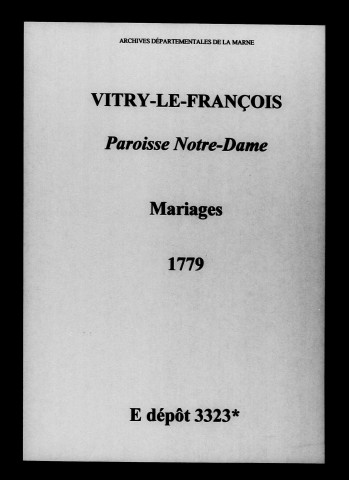 ARCHIVES DÉPARTEMENTALES DE LA MARNE
VITRY-LE-FRANÇOIS
Paroisse Notre-Dame
Mariages
1779
E dépôt 3323*